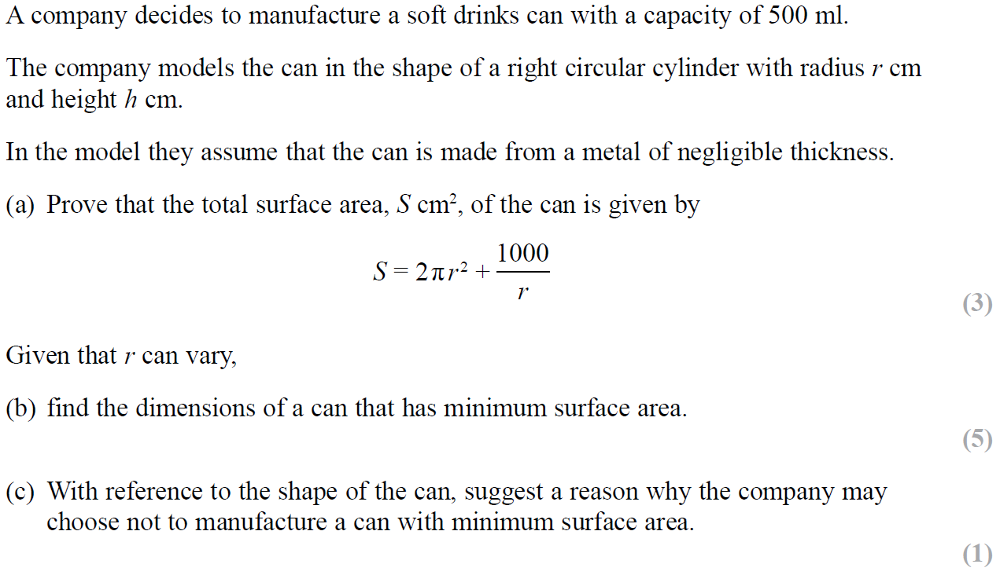 A company decides to manufacture a soft drinks can with a capacity of 500 ml.
The company models the can in the shape of a right circular cylinder with radius r cm
and height h cm.
In the model they assume that the can is made from a metal of negligible thickness.
(a) Prove that the total surface area, S cm², of the can is given by
S = 2πr² + 1000/r
(3)
Given that r can vary,
(b) find the dimensions of a can that has minimum surface area.
(5)
(c) With reference to the shape of the can, suggest a reason why the company may
choose not to manufacture a can with minimum surface area.
(1)